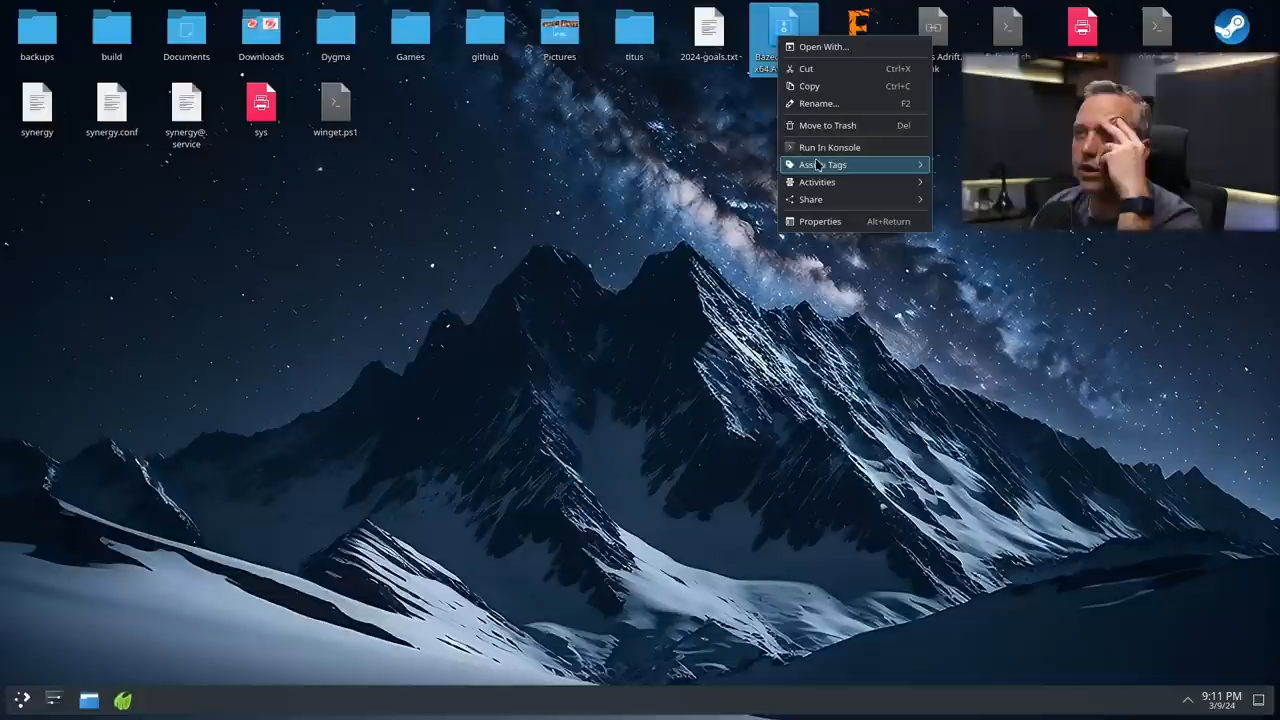 backups
build
Documents
Downloads
Dygma
Games
github
Pictures
titus
2024-goals.txt
synergy
synergy.conf
synergy@.
service
sys
winget.ps1
Open With...
Cut Ctrl+X
Copy Ctrl+C
Rename... F2
Move to Trash Del
Run In Konsole
Tags
Activities
Share
Properties Alt+Return
9:11 PM
3/9/24